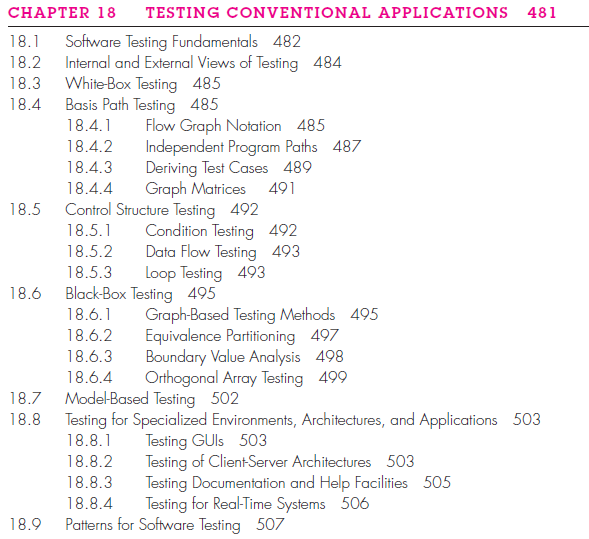 CHAPTER 18 TESTING CONVENTIONAL APPLICATIONS 481
18.1 Software Testing Fundamentals 482
18.2 Internal and External Views of Testing 484
18.3 White-Box Testing 485
18.4 Basis Path Testing 485
18.4.1 Flow Graph Notation 485
18.4.2 Independent Program Paths 487
18.4.3 Deriving Test Cases 489
18.4.4 Graph Matrices 491
18.5 Control Structure Testing 492
18.5.1 Condition Testing 492
18.5.2 Data Flow Testing 493
18.5.3 Loop Testing 493
18.6 Black-Box Testing 495
18.6.1 Graph-Based Testing Methods 495
18.6.2 Equivalence Partitioning 497
18.6.3 Boundary Value Analysis 498
18.6.4 Orthogonal Array Testing 499
18.7 Model-Based Testing 502
18.8 Testing for Specialized Environments, Architectures, and Applications 503
18.8.1 Testing GUIs 503
18.8.2 Testing of Client-Server Architectures 503
18.8.3 Testing Documentation and Help Facilities 505
18.8.4 Testing for Real-Time Systems 506
18.9 Patterns for Software Testing 507